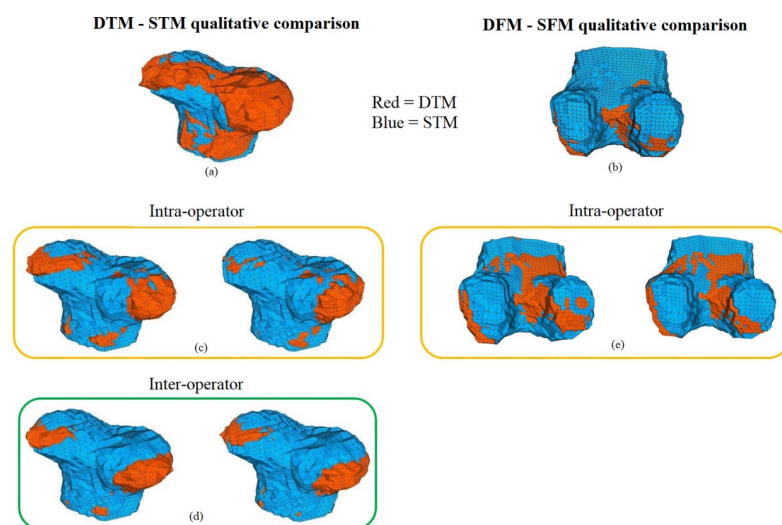 DTM - STM qualitative comparison
DFM - SFM qualitative comparison
Red = DTM
Blue = STM
(a)
(b)
Intra-operator
Intra-operator
(c)
(e)
Inter-operator
(d)